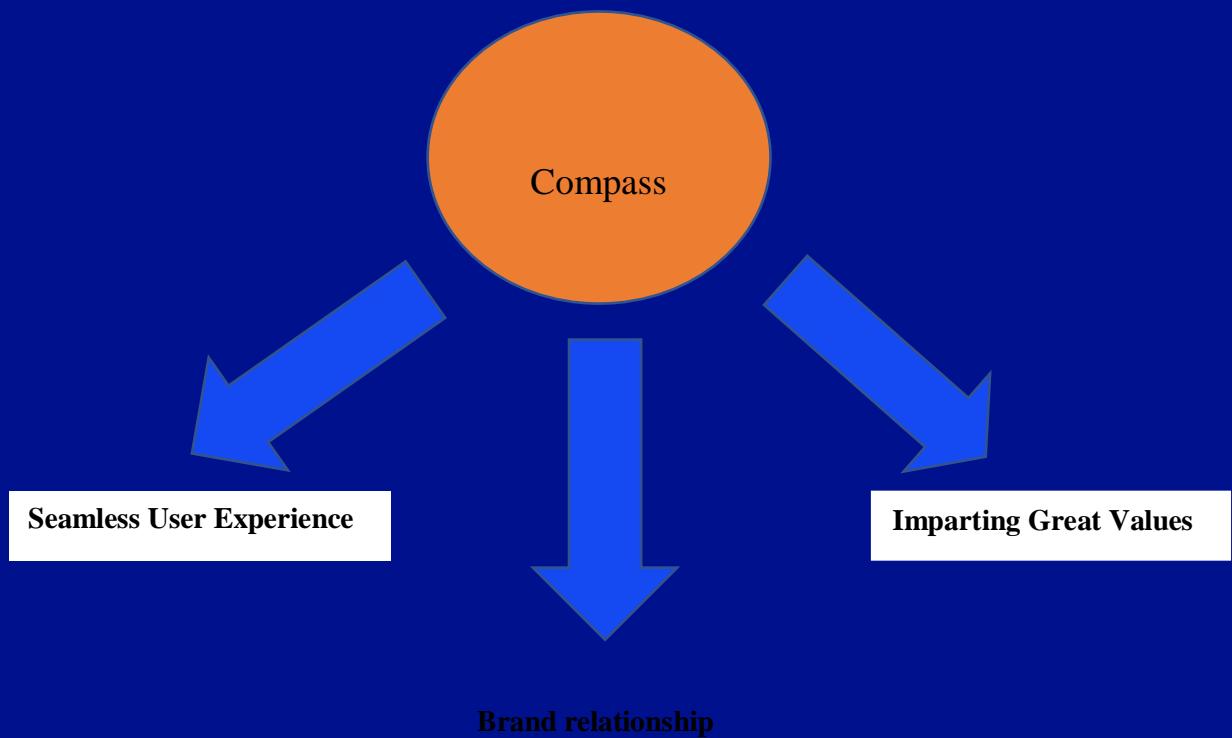 Compass
Seamless User Experience
Imparting Great Values
Brand relationship